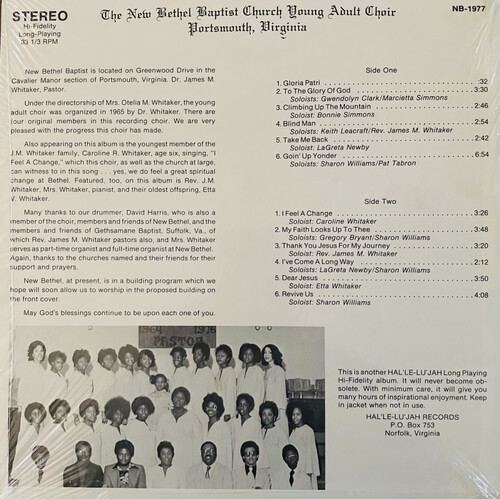 STEREO
Hi-Fidelity
Long-Playing
33 1/3 RPM
The New Bethel Baptist Church Young Adult Choir
Portsmouth, Virginia
NB-1977
New Bethel Baptist is located on Greenwood Drive in the
Cavalier Manor section of Portsmouth, Virginia. Dr. James M.
Whitaker, Pastor.
Under the directorship of Mrs. Otelia M. Whitaker, the young
adult choir was organized in 1965 by Dr. Whitaker. There are
four original members in this recording choir. We are very
pleased with the progress this choir has made.
Also appearing on this album is the youngest member of the
J.M. Whitaker family, Caroline R. Whitaker, age six, singing, "I
Feel A Change," which this choir, as well as the church at large,
can witness to in this song . . . yes, we do feel a great spiritual
change at Bethel. Featured, too, on this album is Rev. J.M.
Whitaker, Mrs. Whitaker, pianist, and their oldest offspring, Etta
V. Whitaker.
Many thanks to our drummer, David Harris, who is also a
member of the choir, members and friends of New Bethel, and the
members and friends of Gethsamane Baptist, Suffolk, Va., of
which Rev. James M. Whitaker pastors also, and Mrs. Whitaker
serves as part-time organist and full-time organist at New Bethel.
Again, thanks to the churches named and their friends for their
support and prayers.
New Bethel, at present, is in a building program which we
hope will soon allow us to worship in the proposed building on
the front cover.
May God's blessings continue to be upon each one of you.
Side One
1. Gloria Patri :32
2. To The Glory Of God 3:30
Soloists: Gwendolyn Clark/Marcietta Simmons
3. Climbing Up The Mountain 2:46
Soloist: Bonnie Simmons
4. Blind Man 2:54
Soloists: Keith Leacraft/Rev. James M. Whitaker
5. Take Me Back 2:42
Soloist: LaGreta Newby
6. Goin' Up Yonder 6:54
Soloists: Sharon Williams/Pat Tabron
Side Two
1. I Feel A Change 3:26
Soloist: Caroline Whitaker
2. My Faith Looks Up To Thee 3:48
Soloists: Gregory Bryant/Sharon Williams
3. Thank You Jesus For My Journey 3:20
Soloist: Rev. James M. Whitaker
4. I've Come A Long Way 2:12
Soloists: LaGreta Newby/Sharon Williams
5. Dear Jesus 3:50
Soloist: Etta Whitaker
6. Revive Us 4:08
Soloist: Sharon Williams
1964 1976
PASTOR
This is another HAL'LE-LU'JAH Long Playing
Hi-Fidelity album. It will never become ob-
solete. With minimum care, it will give you
many hours of inspirational enjoyment. Keep
in jacket when not in use.
HAL'LE-LU'JAH RECORDS
P.O. Box 753
Norfolk, Virginia